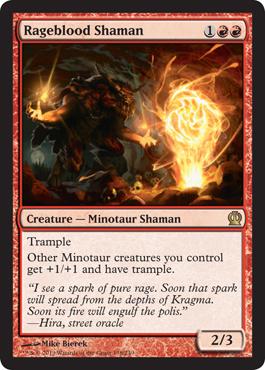 Rageblood Shaman
1
Creature — Minotaur Shaman
Trample
Other Minotaur creatures you control
get +1/+1 and have trample.
“I see a spark of pure rage. Soon that
spark will spread from the depths of Kragma.
Soon its fire will engulf the polis.”
—Hira, street oracle
2/3
Mike Bierek